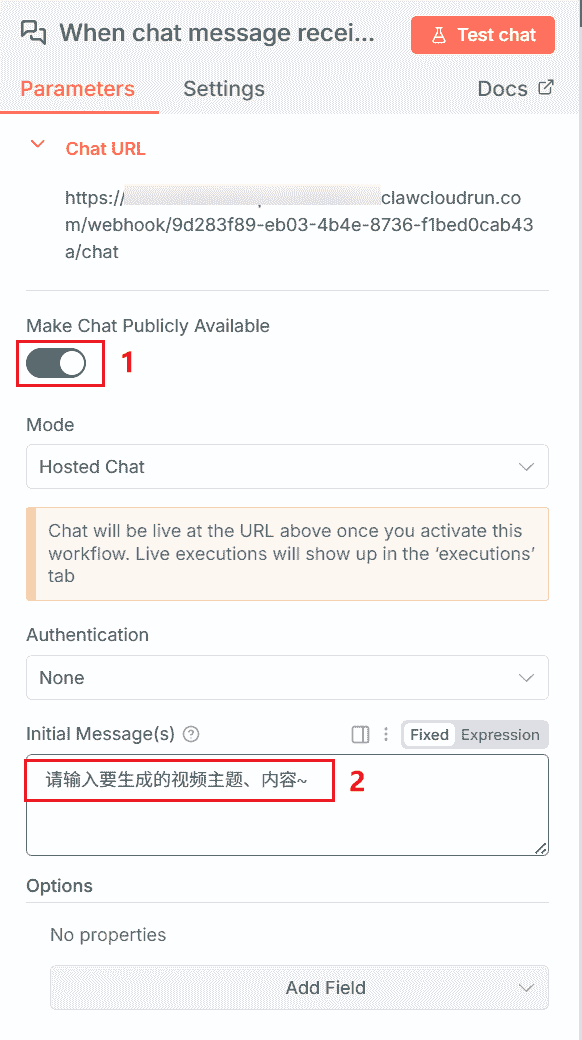 When chat message recei...
Test chat
Parameters
Settings
Docs
Chat URL
https://clawcloudrun.co
m/webhook/9d283f89-eb03-4b4e-8736-f1bed0cab43
a/chat
Make Chat Publicly Available
1
Mode
Hosted Chat
Chat will be live at the URL above once you activate this
workflow. Live executions will show up in the ‘executions’
tab
Authentication
None
Initial Message(s)
Fixed
Expression
请输入要生成的视频主题、内容~
2
Options
No properties
Add Field